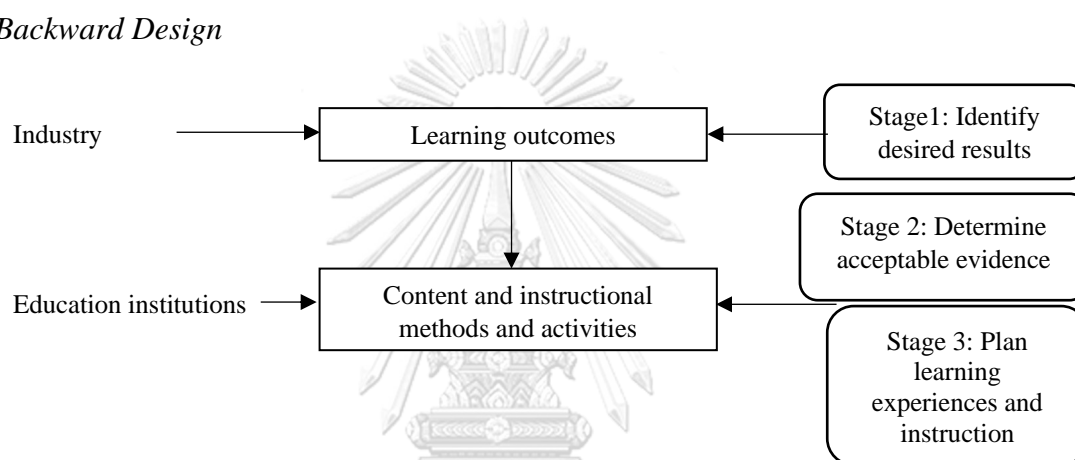 Backward Design
Industry
Learning outcomes
Stage1: Identify
desired results
Stage 2: Determine
acceptable evidence
Education institutions
Content and instructional
methods and activities
Stage 3: Plan
learning
experiences and
instruction